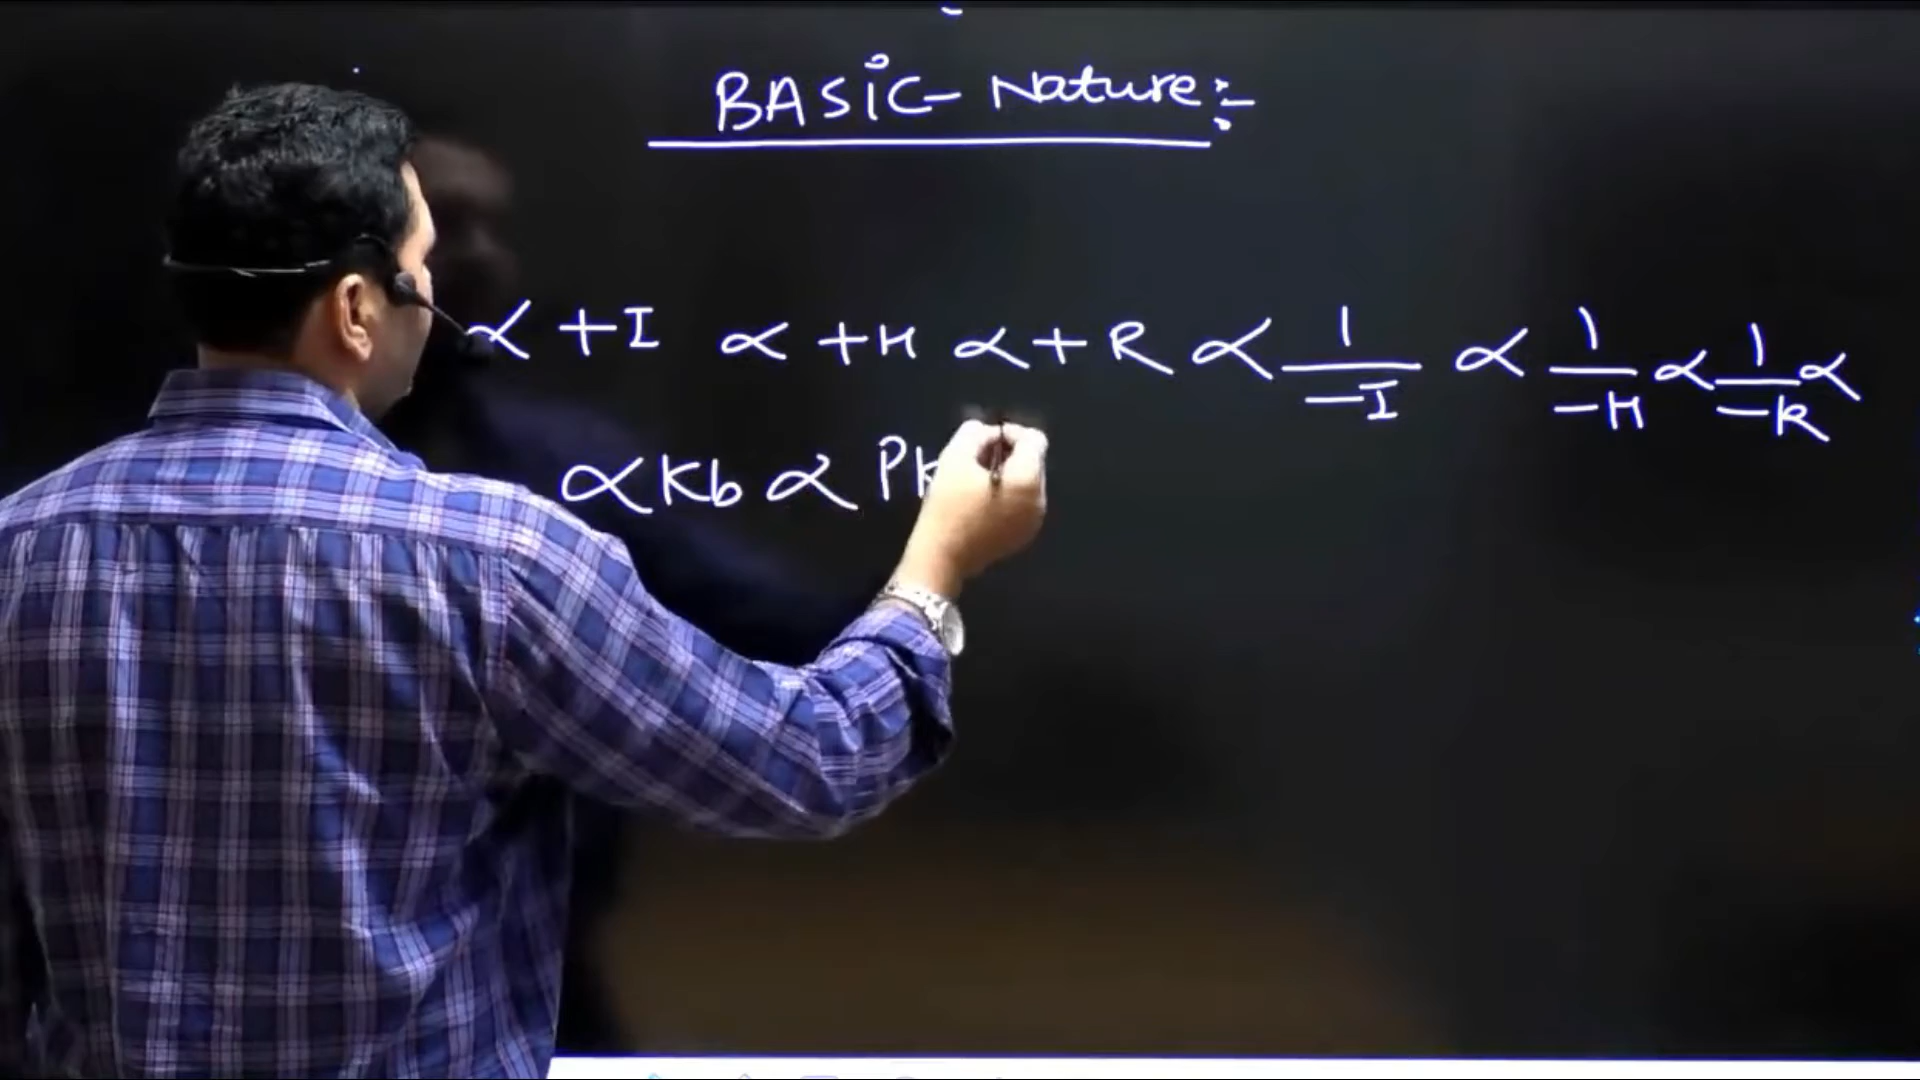 BASIC- Nature:-
∝ +I ∝ +H ∝ +R ∝ 1/-I ∝ 1/-H ∝ 1/-R ∝
∝ Kb ∝ PK